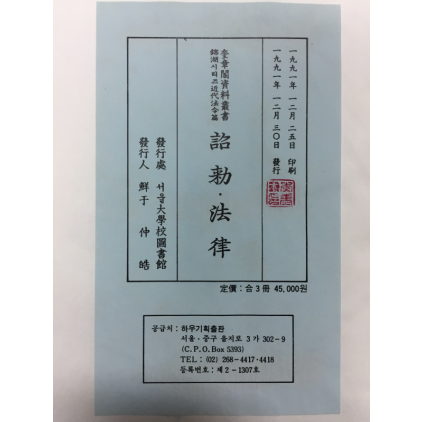 一九九一年 一二月 二五日 印刷
一九九一年 一二月 三〇日 發行
奎章閣資料叢書
錦湖시리즈近代法令篇
詔勅·法律
發行處 서울大學校圖書館
發行人 鮮于 仲皓
定價：合 3 冊 45,000원
공급처 : 하우기획출판
서울 · 중구 을지로 3 가 302－9
(C. P. O. Box 5393)
TEL : (02) 268－4417·4418
등록번호 : 제 2－1307호